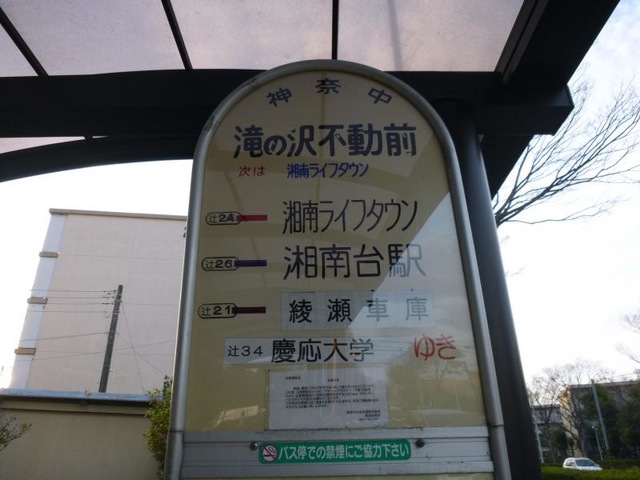 神奈中
滝の沢不動前
次は 湘南ライフタウン
辻24 湘南ライフタウン
辻26 湘南台駅
辻21 綾瀬車庫
辻34 慶応大学 ゆき
バス停での禁煙にご協力下さい